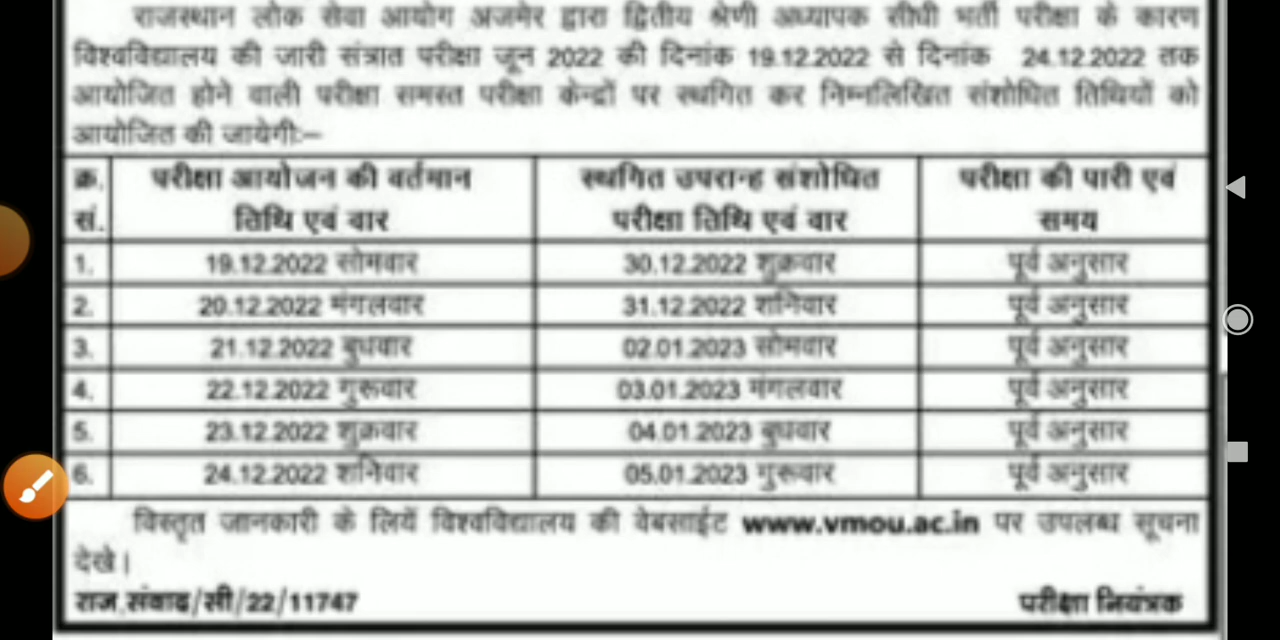 राजस्थान लोक सेवा आयोग अजमेर द्वारा द्वितीय श्रेणी अध्यापक सीधी भर्ती परीक्षा के कारण
विश्वविद्यालय की जारी संत्रात परीक्षा जून 2022 की दिनांक 19.12.2022 से दिनांक 24.12.2022 तक
आयोजित होने वाली परीक्षा समस्त परीक्षा केन्द्रों पर स्थगित कर निम्नलिखित संशोधित तिथियों को
आयोजित की जायेगी:–
क्र. सं. परीक्षा आयोजन की वर्तमान तिथि एवं वार स्थगित उपरान्ह संशोधित परीक्षा तिथि एवं वार परीक्षा की पारी एवं समय
1. 19.12.2022 सोमवार 30.12.2022 शुक्रवार पूर्व अनुसार
2. 20.12.2022 मंगलवार 31.12.2022 शनिवार पूर्व अनुसार
3. 21.12.2022 बुधवार 02.01.2023 सोमवार पूर्व अनुसार
4. 22.12.2022 गुरूवार 03.01.2023 मंगलवार पूर्व अनुसार
5. 23.12.2022 शुक्रवार 04.01.2023 बुधवार पूर्व अनुसार
6. 24.12.2022 शनिवार 05.01.2023 गुरूवार पूर्व अनुसार
विस्तृत जानकारी के लियें विश्वविद्यालय की वेबसाईट www.vmou.ac.in पर उपलब्ध सूचना
देखे।
राज.संवाद/सी/22/11747 परीक्षा नियंत्रक